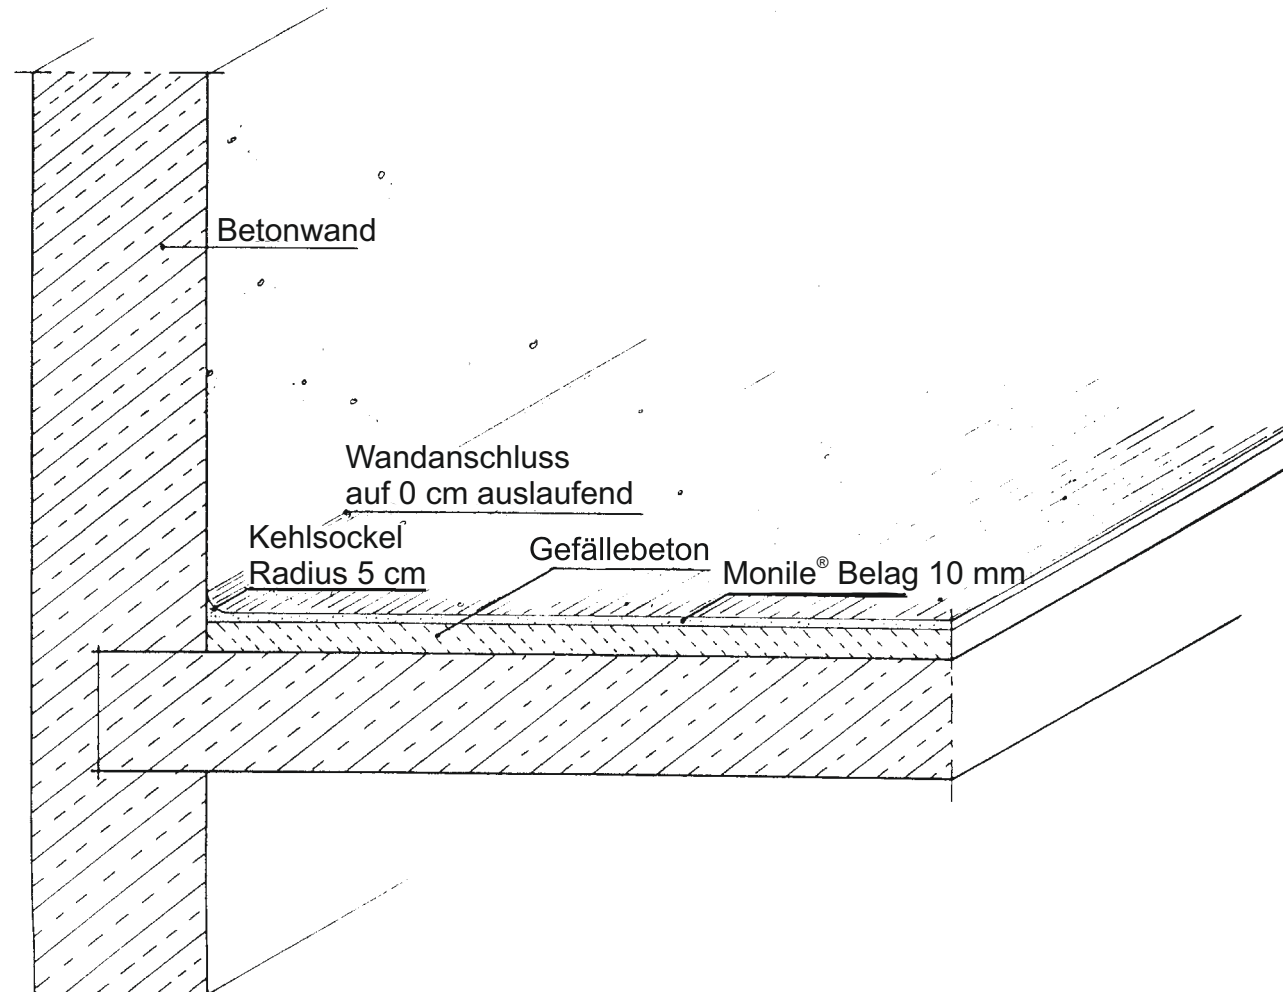 Betonwand
Wandanschluss
auf 0 cm auslaufend
Kehlsockel
Radius 5 cm
Gefällebeton
Monile® Belag 10 mm